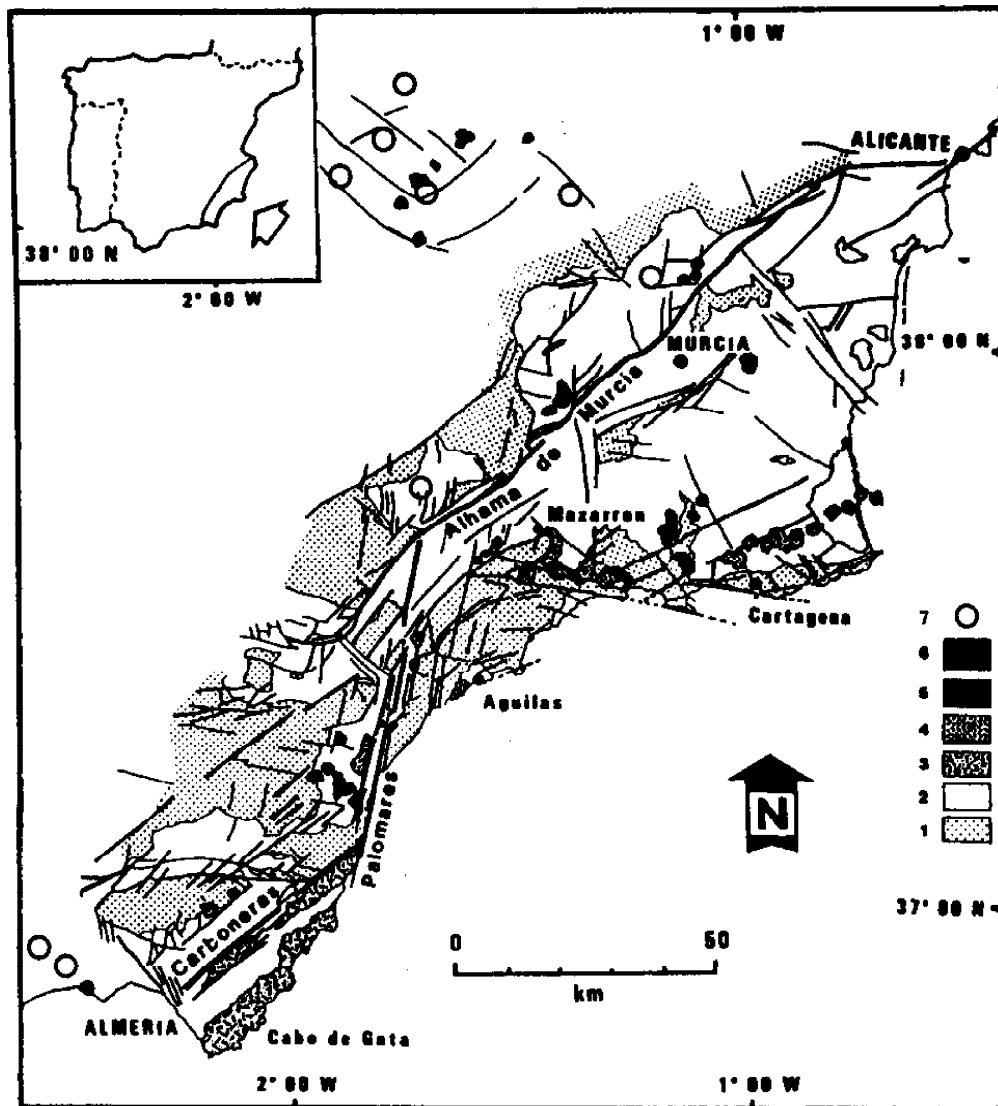 1° 00 W
ALICANTE
38° 00 N
2° 00 W
38° 00 N
MURCIA
Alhama de Murcia
Mazarron
Cartagena
Aguilas
7
6
5
4
3
2
1
N
Palomares
Carboneras
37° 00 N
0 50
km
ALMERIA
Cabo de Gata
2° 00 W
1° 00 W